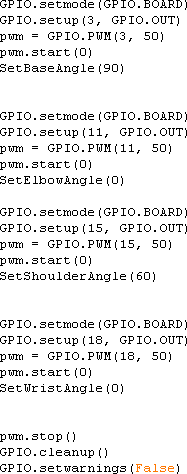 GPIO.setmode(GPIO.BOARD)
GPIO.setup(3, GPIO.OUT)
pwm = GPIO.PWM(3, 50)
pwm.start(0)
SetBaseAngle(90)
GPIO.setmode(GPIO.BOARD)
GPIO.setup(11, GPIO.OUT)
pwm = GPIO.PWM(11, 50)
pwm.start(0)
SetElbowAngle(0)
GPIO.setmode(GPIO.BOARD)
GPIO.setup(15, GPIO.OUT)
pwm = GPIO.PWM(15, 50)
pwm.start(0)
SetShoulderAngle(60)
GPIO.setmode(GPIO.BOARD)
GPIO.setup(18, GPIO.OUT)
pwm = GPIO.PWM(18, 50)
pwm.start(0)
SetWristAngle(0)
pwm.stop()
GPIO.cleanup()
GPIO.setwarnings(False)